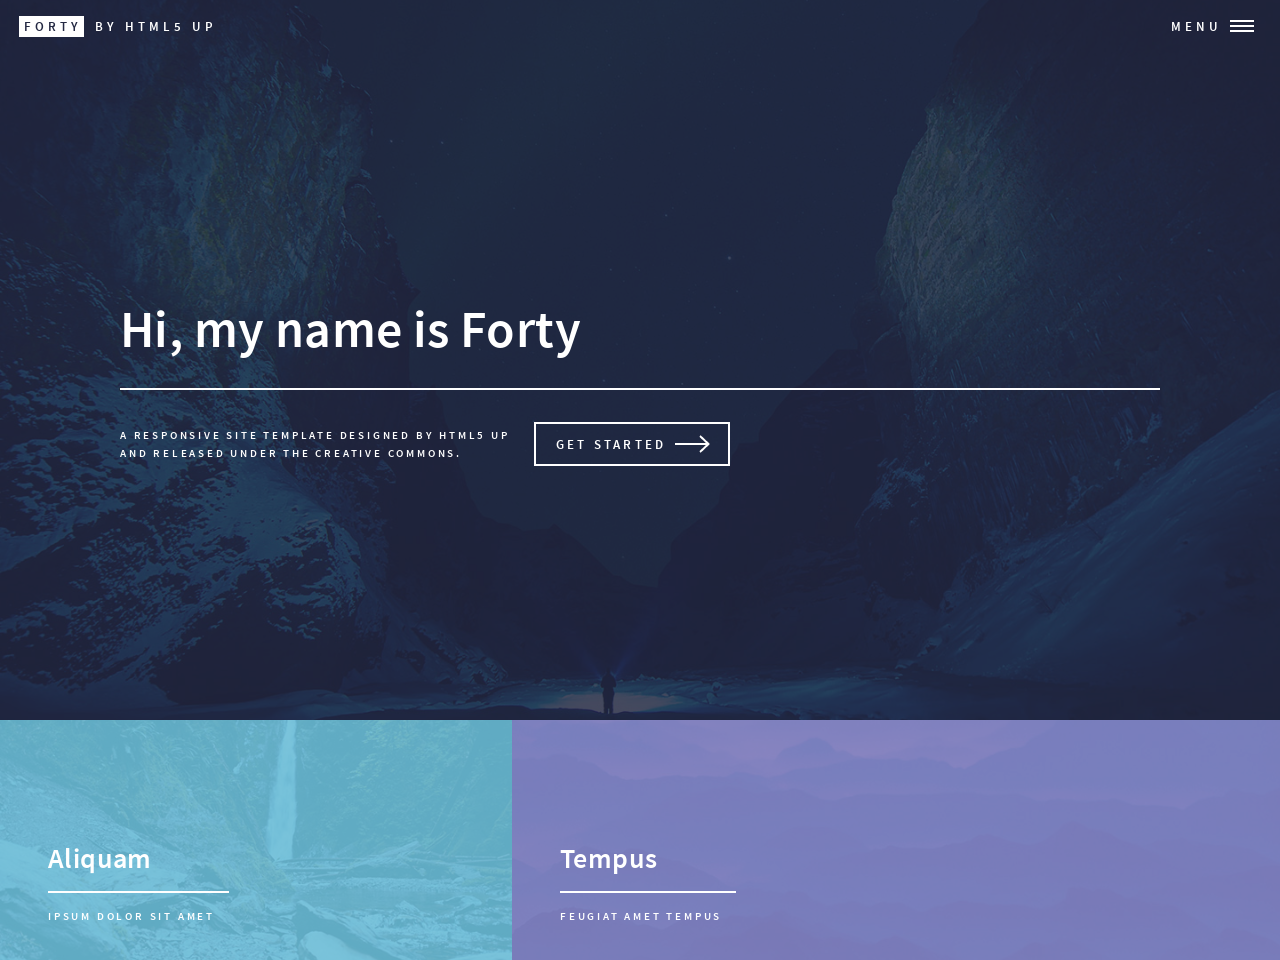 FORTY BY HTML5 UP
MENU
Hi, my name is Forty
A RESPONSIVE SITE TEMPLATE DESIGNED BY HTML5 UP
AND RELEASED UNDER THE CREATIVE COMMONS.
GET STARTED
Aliquam
IPSUM DOLOR SIT AMET
Tempus
FEUGIAT AMET TEMPUS